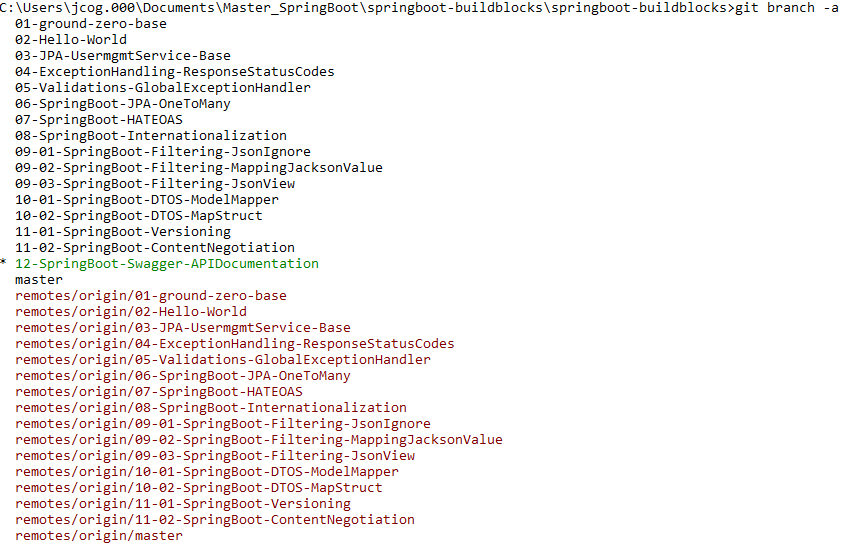 C:\Users\jcog.000\Documents\Master_SpringBoot\springboot-buildblocks\springboot-buildblocks>git branch -a
  01-ground-zero-base
  02-Hello-World
  03-JPA-UsermgmtService-Base
  04-ExceptionHandling-ResponseStatusCodes
  05-Validations-GlobalExceptionHandler
  06-SpringBoot-JPA-OneToMany
  07-SpringBoot-HATEOAS
  08-SpringBoot-Internationalization
  09-01-SpringBoot-Filtering-JsonIgnore
  09-02-SpringBoot-Filtering-MappingJacksonValue
  09-03-SpringBoot-Filtering-JsonView
  10-01-SpringBoot-DTOS-ModelMapper
  10-02-SpringBoot-DTOS-MapStruct
  11-01-SpringBoot-Versioning
  11-02-SpringBoot-ContentNegotiation
* 12-SpringBoot-Swagger-APIDocumentation
  master
  remotes/origin/01-ground-zero-base
  remotes/origin/02-Hello-World
  remotes/origin/03-JPA-UsermgmtService-Base
  remotes/origin/04-ExceptionHandling-ResponseStatusCodes
  remotes/origin/05-Validations-GlobalExceptionHandler
  remotes/origin/06-SpringBoot-JPA-OneToMany
  remotes/origin/07-SpringBoot-HATEOAS
  remotes/origin/08-SpringBoot-Internationalization
  remotes/origin/09-01-SpringBoot-Filtering-JsonIgnore
  remotes/origin/09-02-SpringBoot-Filtering-MappingJacksonValue
  remotes/origin/09-03-SpringBoot-Filtering-JsonView
  remotes/origin/10-01-SpringBoot-DTOS-ModelMapper
  remotes/origin/10-02-SpringBoot-DTOS-MapStruct
  remotes/origin/11-01-SpringBoot-Versioning
  remotes/origin/11-02-SpringBoot-ContentNegotiation
  remotes/origin/master